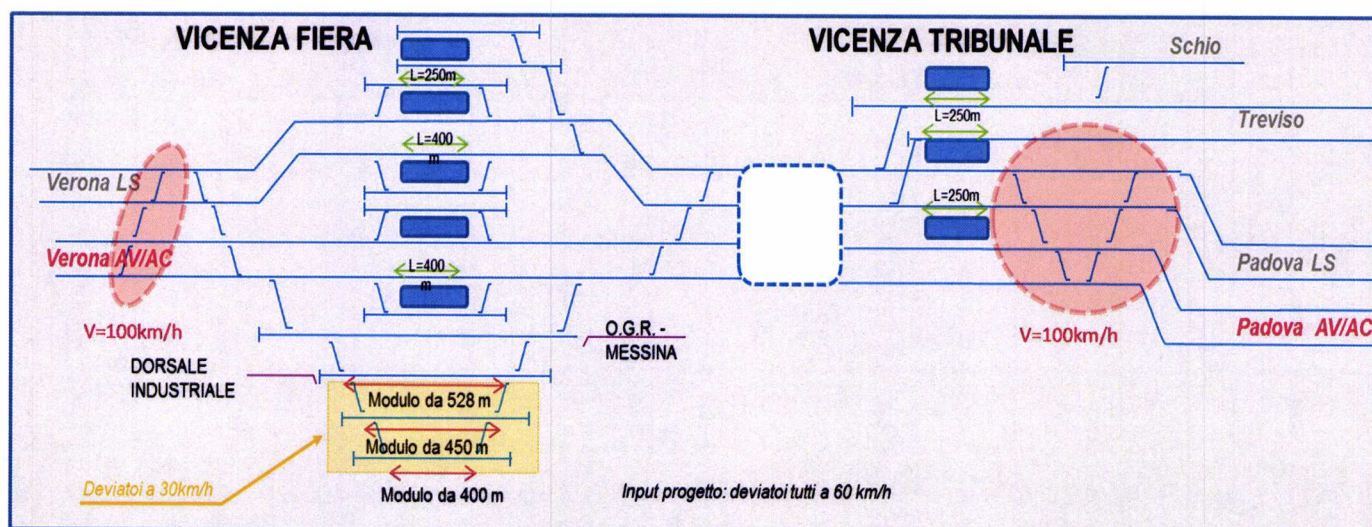 VICENZA FIERA
VICENZA TRIBUNALE
Schio
L=250m
L=250m
Treviso
L=400
m
L=250m
Verona LS
L=250m
Verona AV/AC
L=400
m
Padova LS
V=100km/h
O.G.R. -
MESSINA
V=100km/h
Padova AV/AC
DORSALE
INDUSTRIALE
Modulo da 528 m
Modulo da 450 m
Deviatoi a 30km/h
Modulo da 400 m
Input progetto: deviatoi tutti a 60 km/h